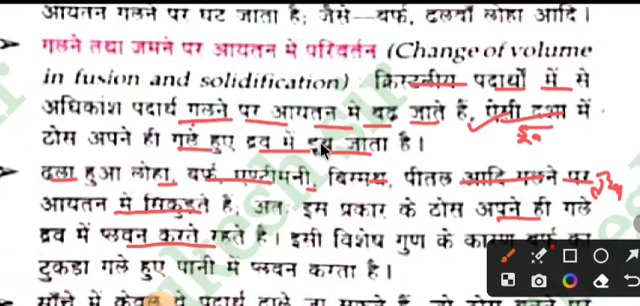 आयतन गलने पर घट जाता है; जैसे—बर्फ, ढलवाँ लोहा आदि।
गलने तथा जमने पर आयतन में परिवर्तन (Change of volume
in fusion and solidification) : क्रिस्टलीय पदार्थों में से
अधिकांश पदार्थ गलने पर आयतन में बढ़ जाते हैं, ऐसी दशा में
ठोस अपने ही गले हुए द्रव में डूब जाता है।
ढला हुआ लोहा, बर्फ एण्टीमनी, बिस्मथ, पीतल आदि गलने पर
आयतन में सिकुड़ते हैं, अतः इस प्रकार के ठोस अपने ही गले
द्रव में प्लवन करते रहते हैं। इसी विशेष गुण के कारण बर्फ का
टुकड़ा गले हुए पानी में प्लवन करता है।
साँचे में केवल वे पदार्थ ढाले जा सकते हैं, जो ठोस